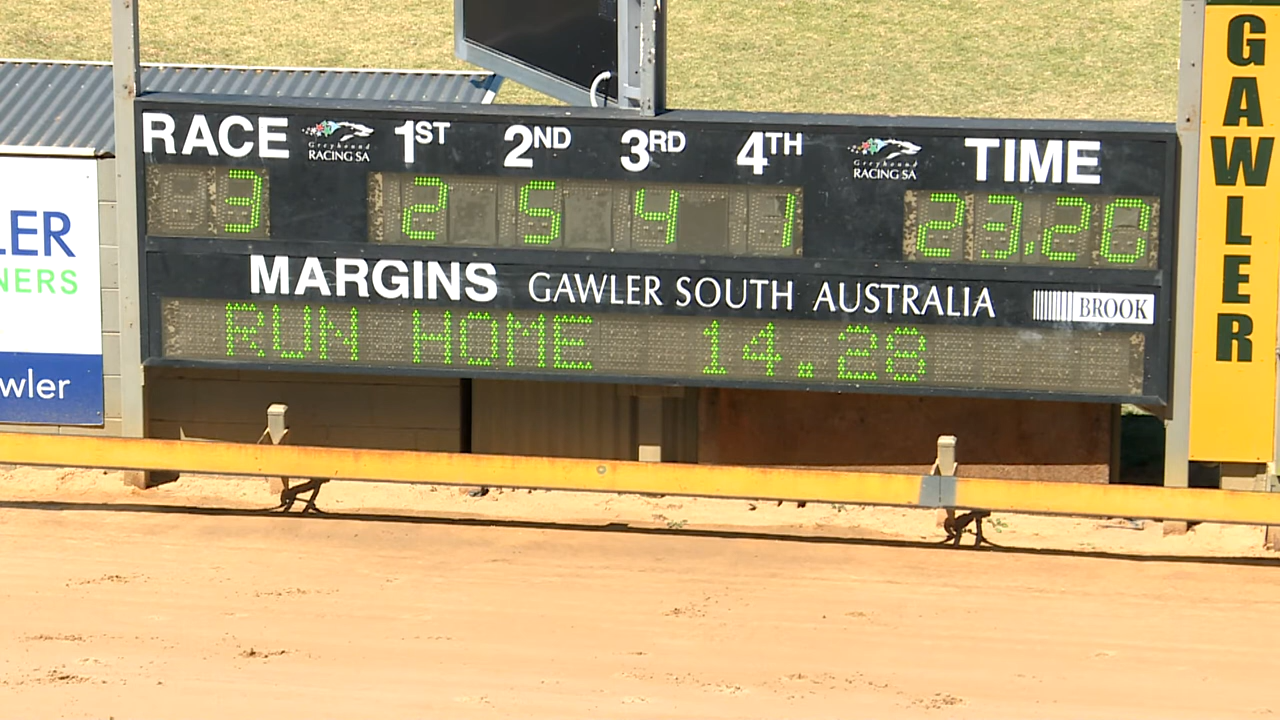 RACE Greyhound RACING SA 1ST 2ND 3RD 4TH Greyhound RACING SA TIME
3 2 5 4 1 23.20
MARGINS GAWLER SOUTH AUSTRALIA BROOK
RUN HOME 14.28
GAWLER
LER
NERS
wler